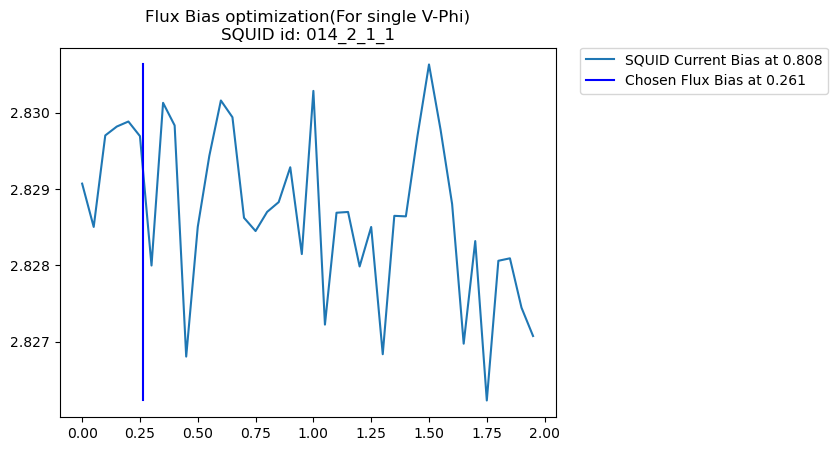 Flux Bias optimization(For single V-Phi)
SQUID id: 014_2_1_1
SQUID Current Bias at 0.808
Chosen Flux Bias at 0.261
2.830
2.829
2.828
2.827
0.00 0.25 0.50 0.75 1.00 1.25 1.50 1.75 2.00